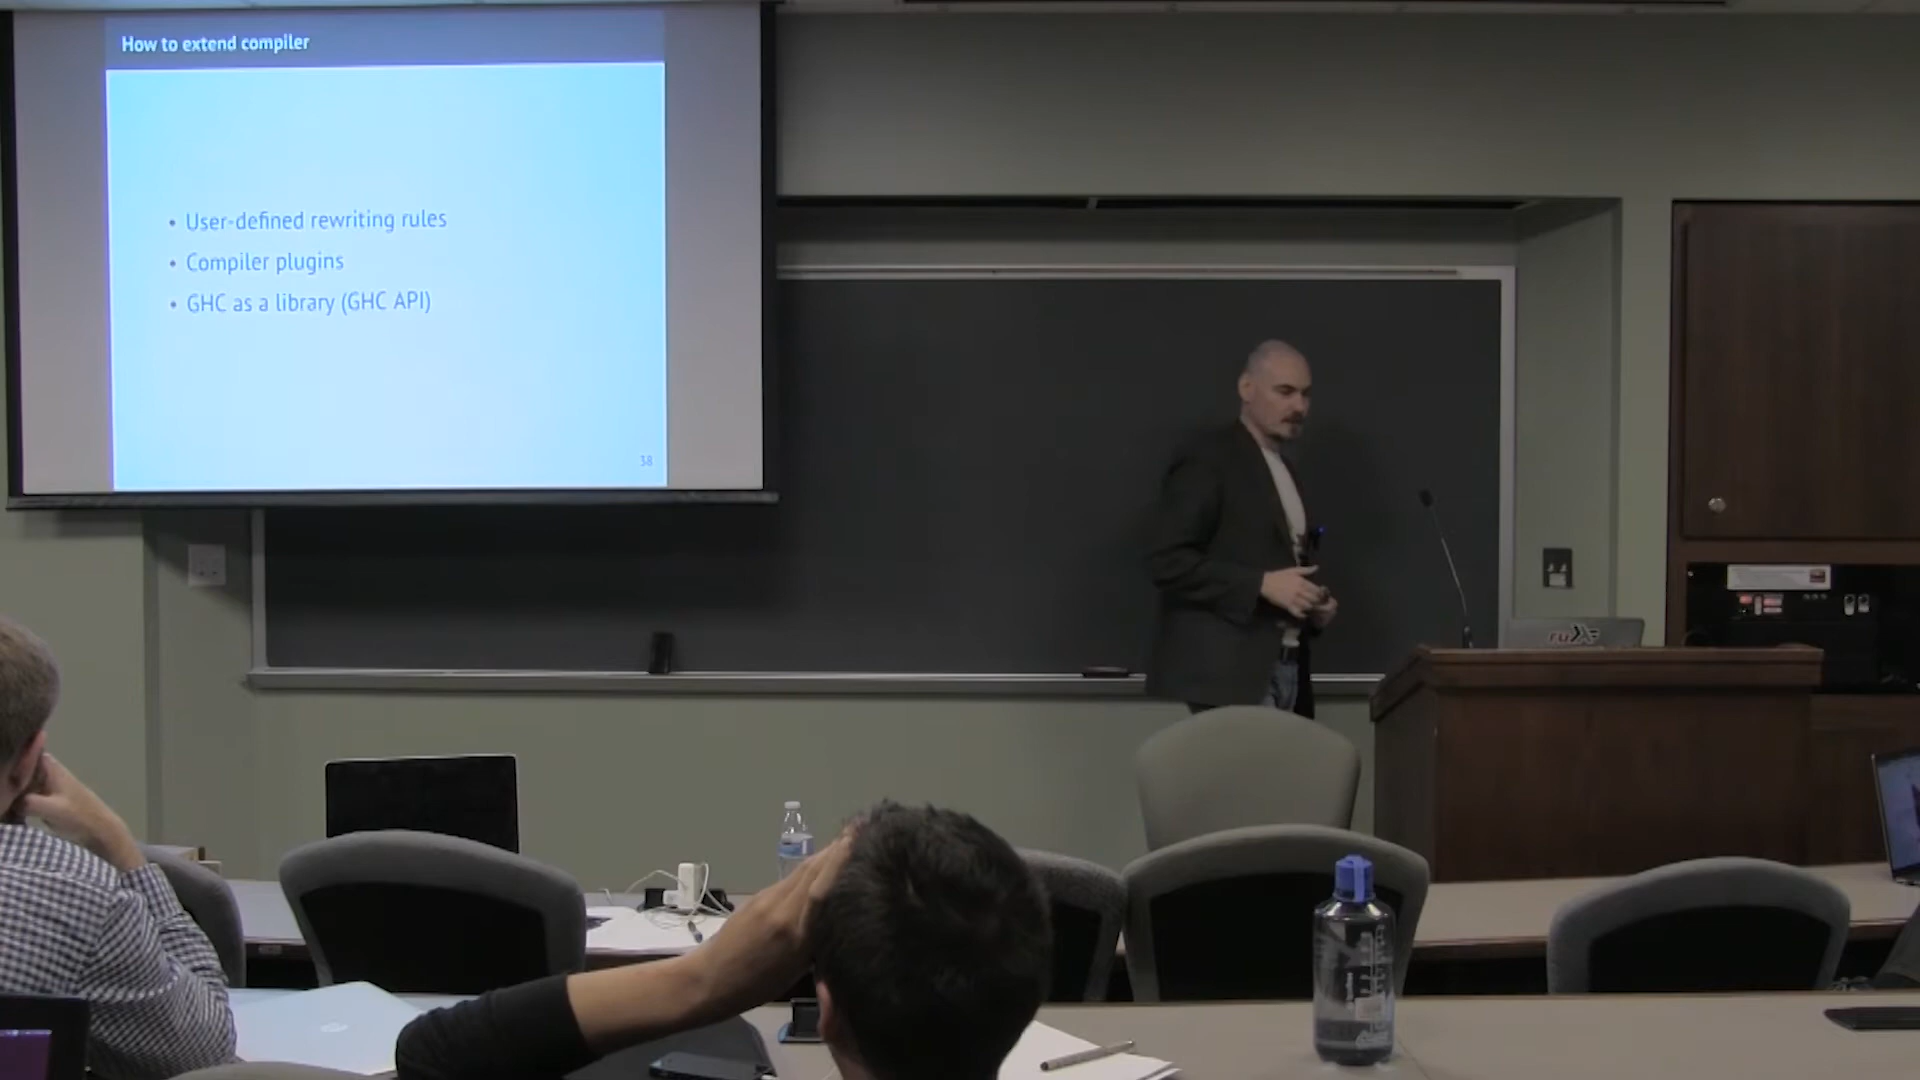 How to extend compiler
• User-defined rewriting rules
• Compiler plugins
• GHC as a library (GHC API)
38